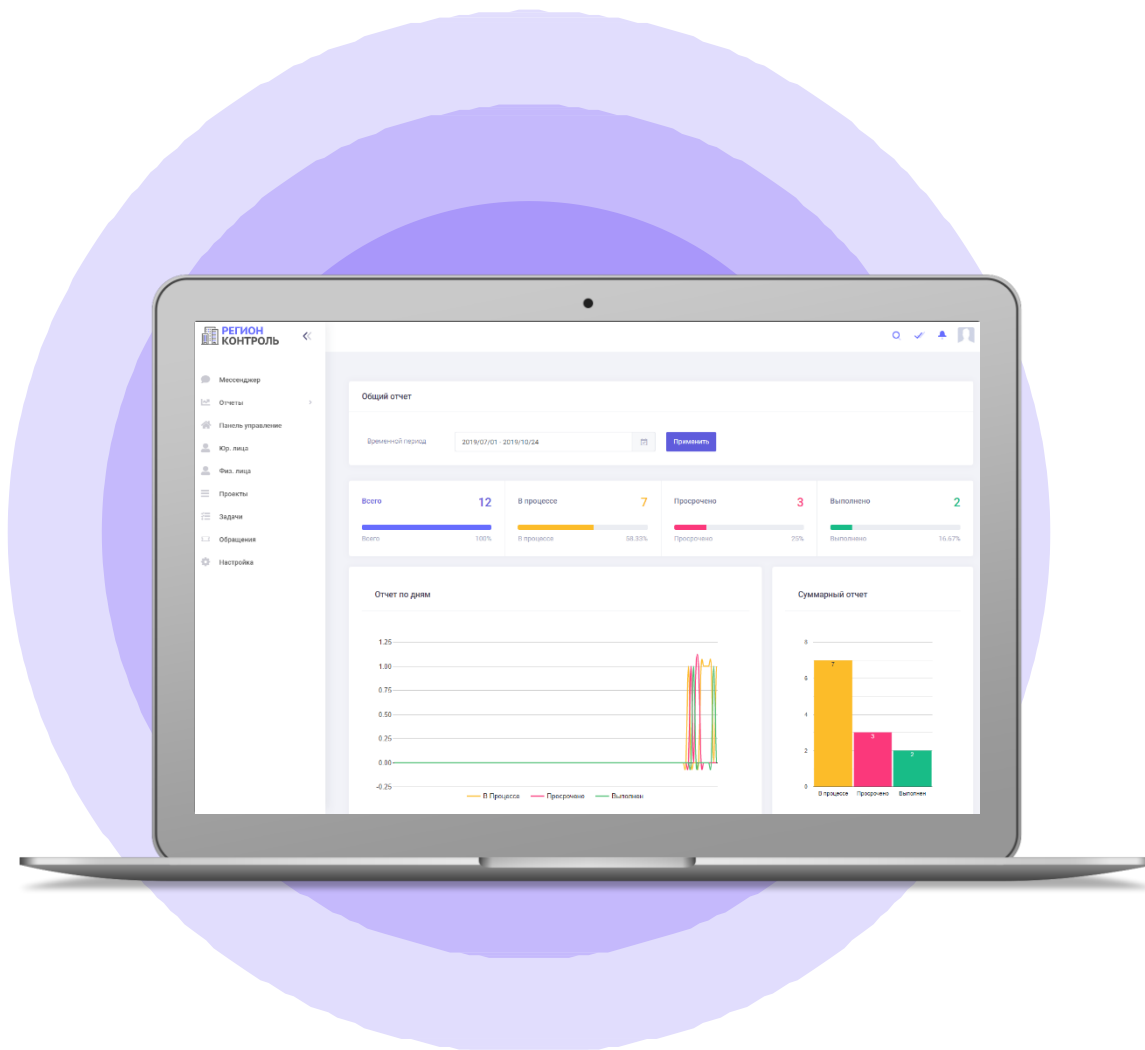 РЕГИОН
КОНТРОЛЬ
Мессенджер
Отчеты
Панель управление
Юр. лица
Физ. лица
Проекты
Задачи
Обращения
Настройка
Общий отчет
Временной период
2019/07/01 - 2019/10/24
Применить
Всего 12
Всего 100%
В процессе 7
В процессе 58.33%
Просрочено 3
Просрочено 25%
Выполнено 2
Выполнено 16.67%
Отчет по дням
1.25
1.00
0.75
0.50
0.25
0.00
-0.25
В Процессе Просрочено Выполнен
Суммарный отчет
8
6
4
2
0
7
3
2
В процессе Просрочено Выполнен